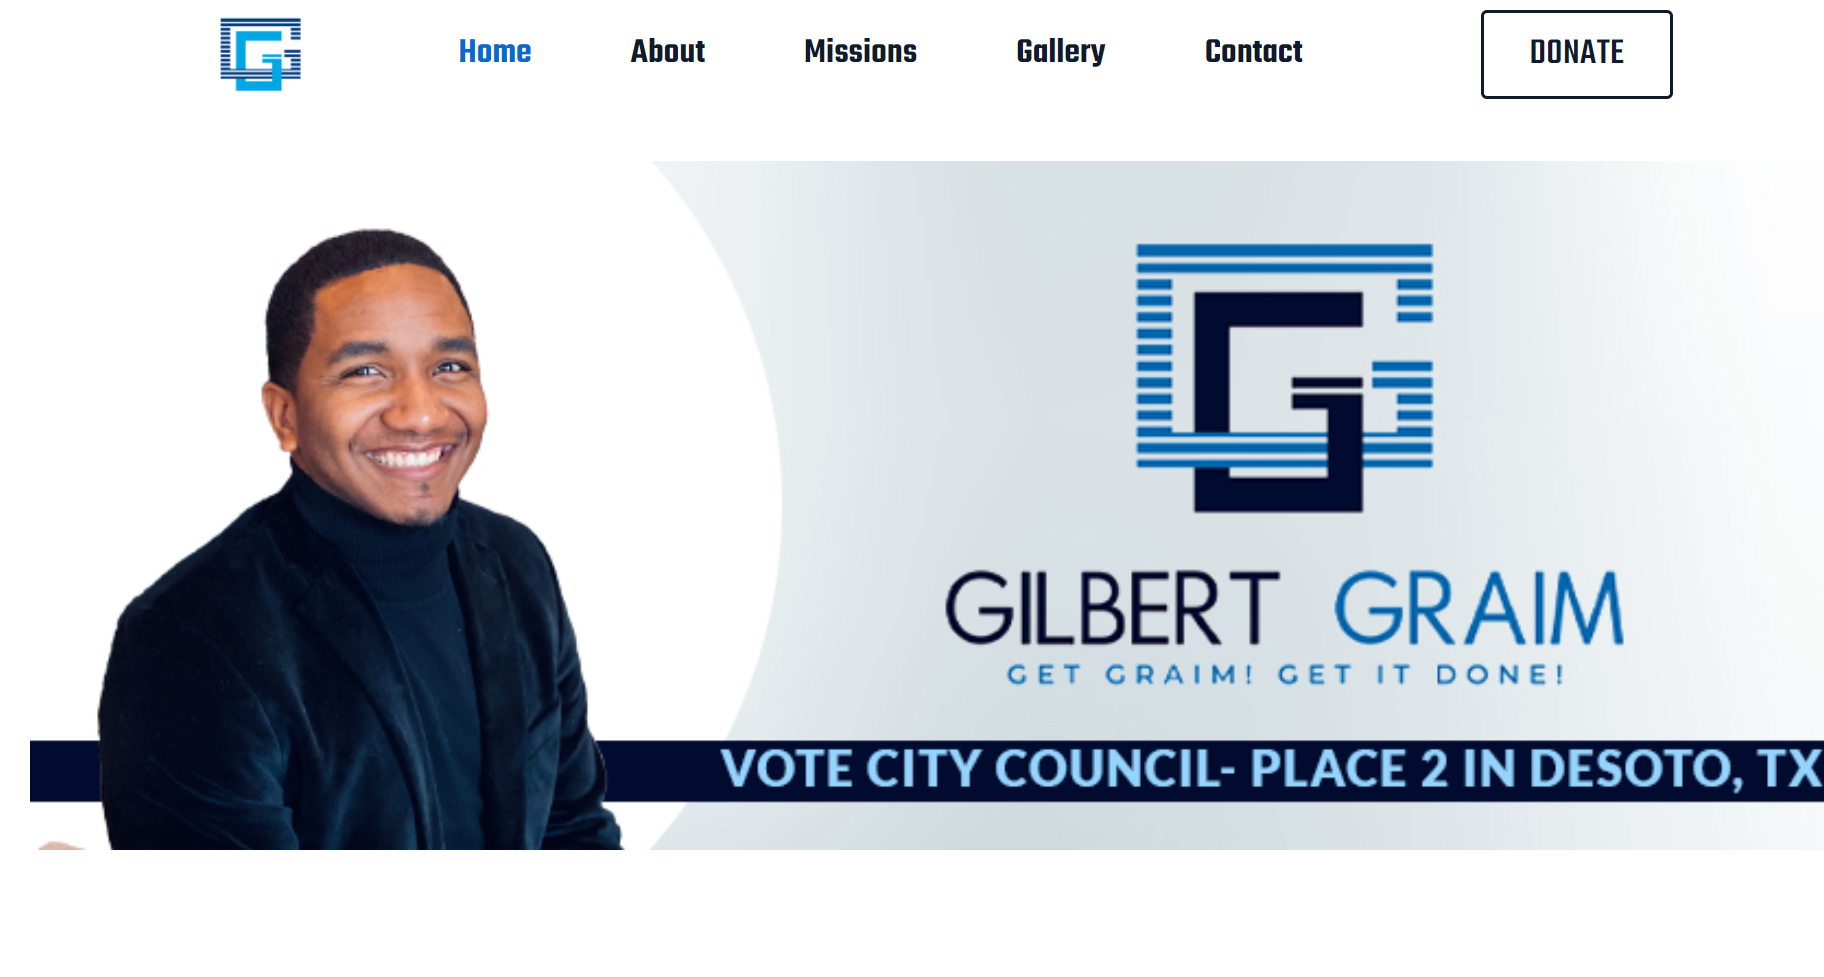 Home About Missions Gallery Contact DONATE
GILBERT GRAIM
GET GRAIM! GET IT DONE!
VOTE CITY COUNCIL- PLACE 2 IN DESOTO, TX